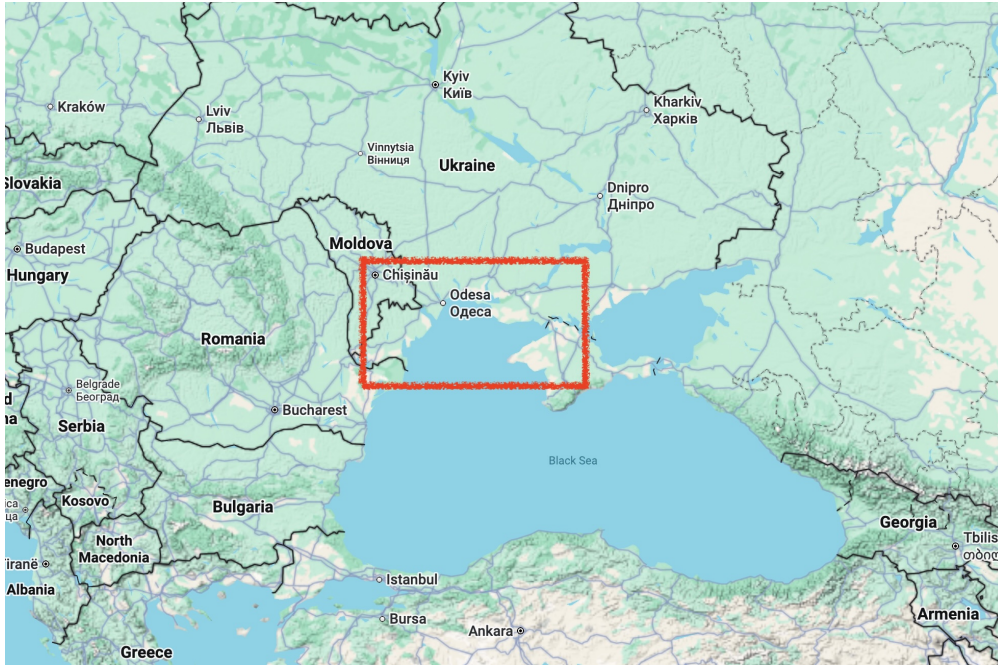 Kyiv
Київ
Kharkiv
Харків
Kraków
Lviv
Львів
Vinnytsia
Вінниця
Ukraine
Slovakia
Dnipro
Дніпро
Moldova
Budapest
Hungary
Chișinău
Odesa
Одеса
Romania
Belgrade
Београд
Bucharest
Serbia
Black Sea
Kosovo
Bulgaria
North
Macedonia
Georgia
Tbilis
Albania
Istanbul
Bursa
Ankara
Armenia
Greece